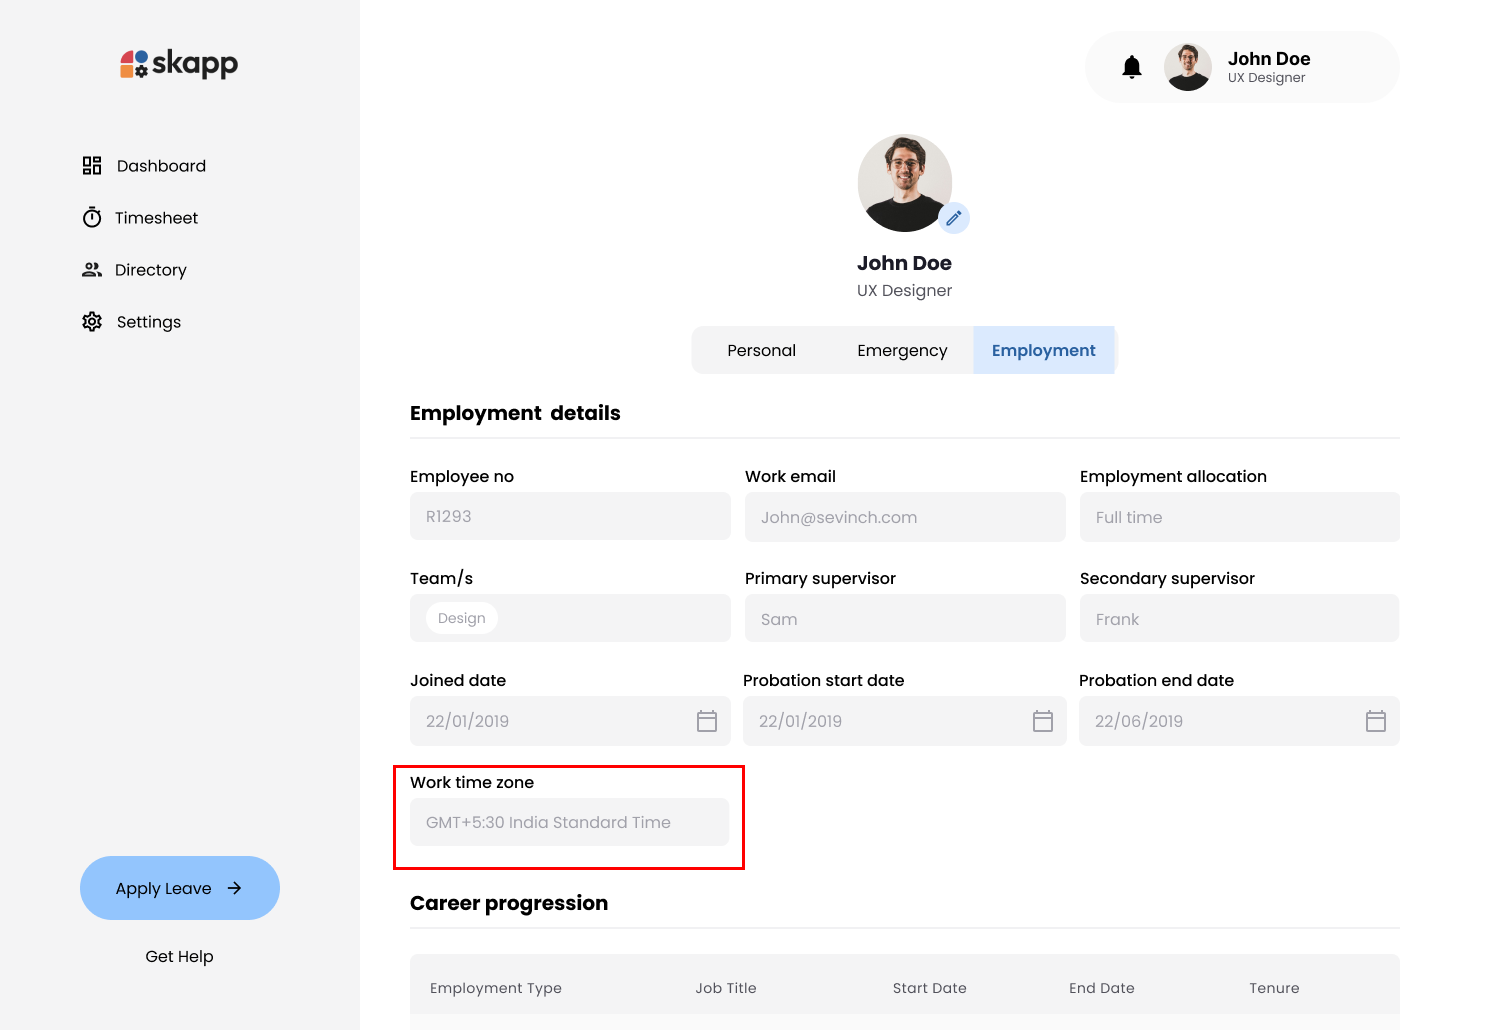 skapp
John Doe
UX Designer
Dashboard
Timesheet
Directory
Settings
John Doe
UX Designer
Personal Emergency Employment
Employment details
Employee no Work email Employment allocation
R1293 John@sevinch.com Full time
Team/s Primary supervisor Secondary supervisor
Design Sam Frank
Joined date Probation start date Probation end date
22/01/2019 22/01/2019 22/06/2019
Work time zone
GMT+5:30 India Standard Time
Apply Leave
Get Help
Career progression
Employment Type Job Title Start Date End Date Tenure